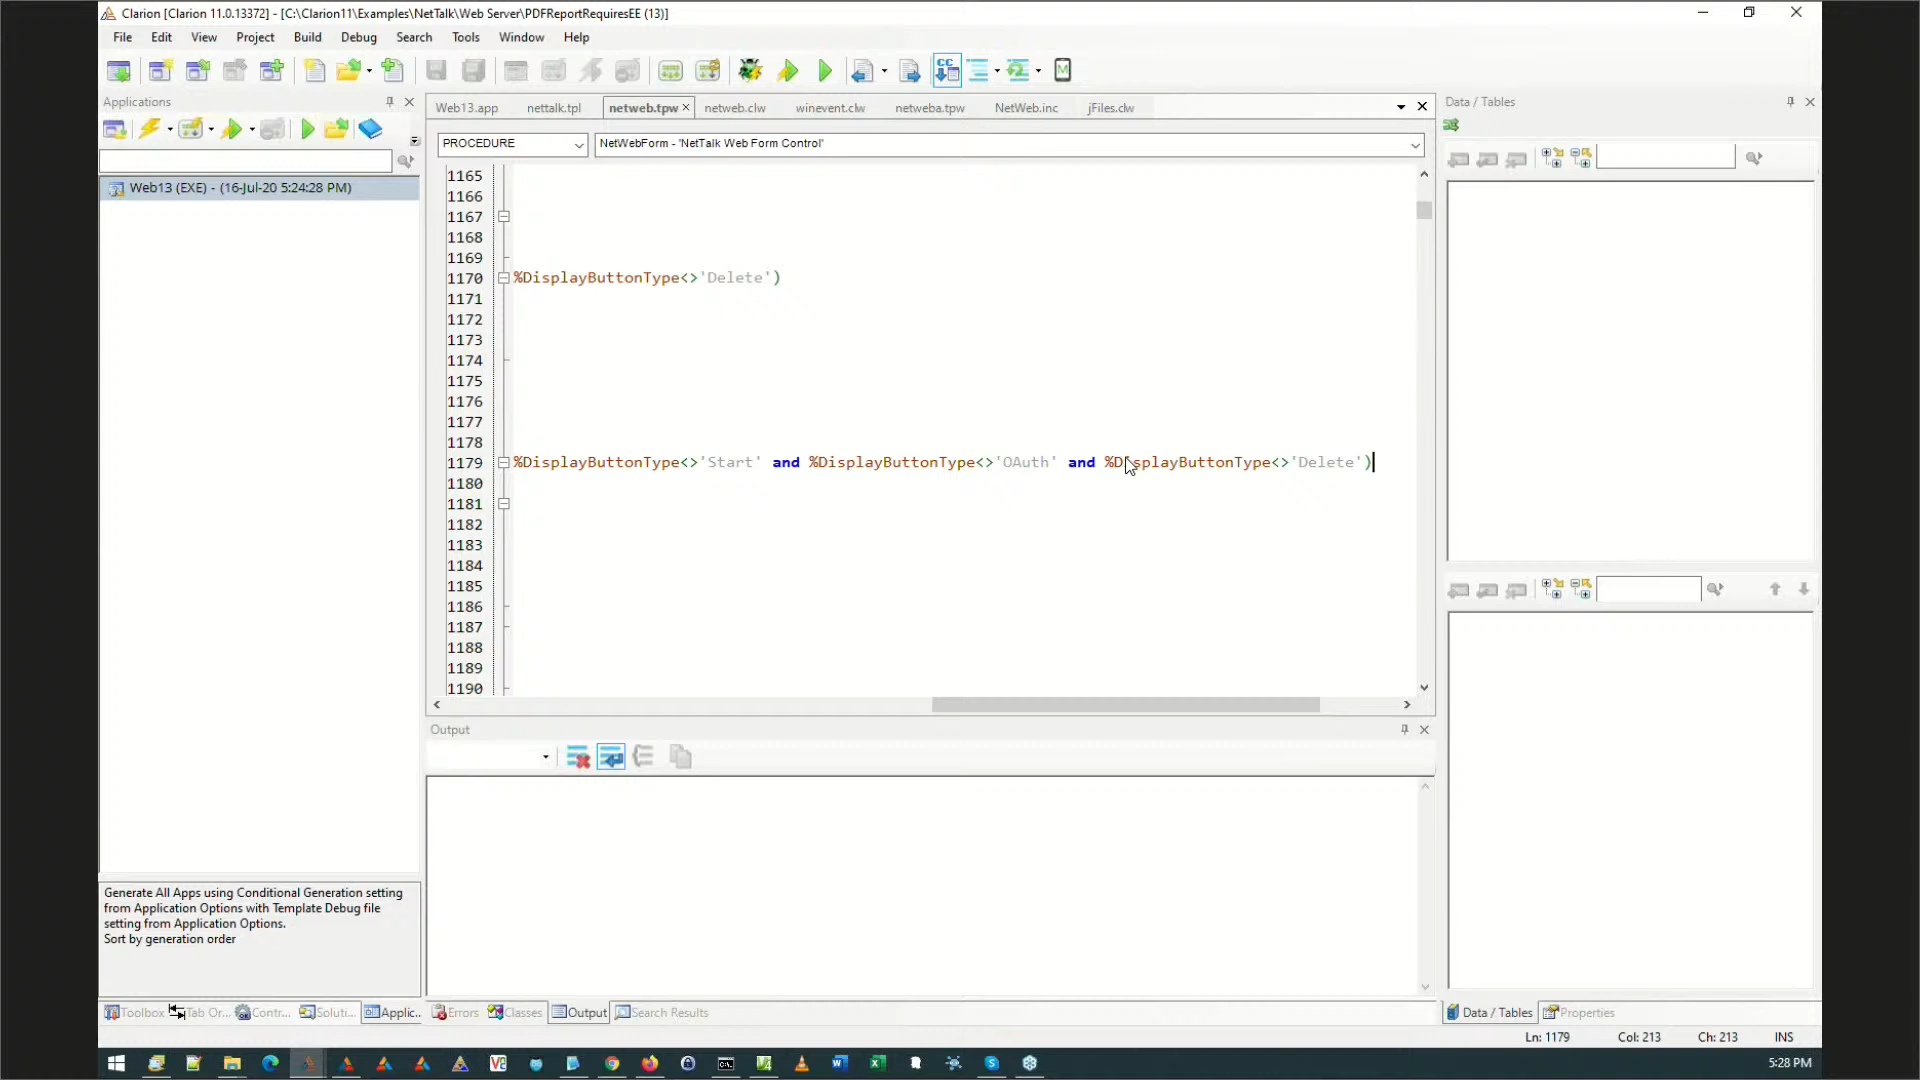 Clarion [Clarion 11.0.13372] - [C:\Clarion11\Examples\NetTalk\Web Server\PDFReportRequiresEE (13)]
File Edit View Project Build Debug Search Tools Window Help
Applications
Web13.app nettalk.tpl netweb.tpw netweb.clw winevent.clw netweba.tpw NetWeb.inc jFiles.clw
Data / Tables
PROCEDURE
NetWebForm - 'NetTalk Web Form Control'
Web13 (EXE) - (16-Jul-20 5:24:28 PM)
1165
1166
1167
1168
1169
1170 %DisplayButtonType<>'Delete')
1171
1172
1173
1174
1175
1176
1177
1178
1179 %DisplayButtonType<>'Start' and %DisplayButtonType<>'OAuth' and %DisplayButtonType<>'Delete')
1180
1181
1182
1183
1184
1185
1186
1187
1188
1189
1190
Output
Generate All Apps using Conditional Generation setting
from Application Options with Template Debug file
setting from Application Options.
Sort by generation order
Toolbox Tab Or... Contr... Soluti... Applic... Errors Classes Output Search Results
Data / Tables Properties
Ln: 1179 Col: 213 Ch: 213 INS
5:28 PM